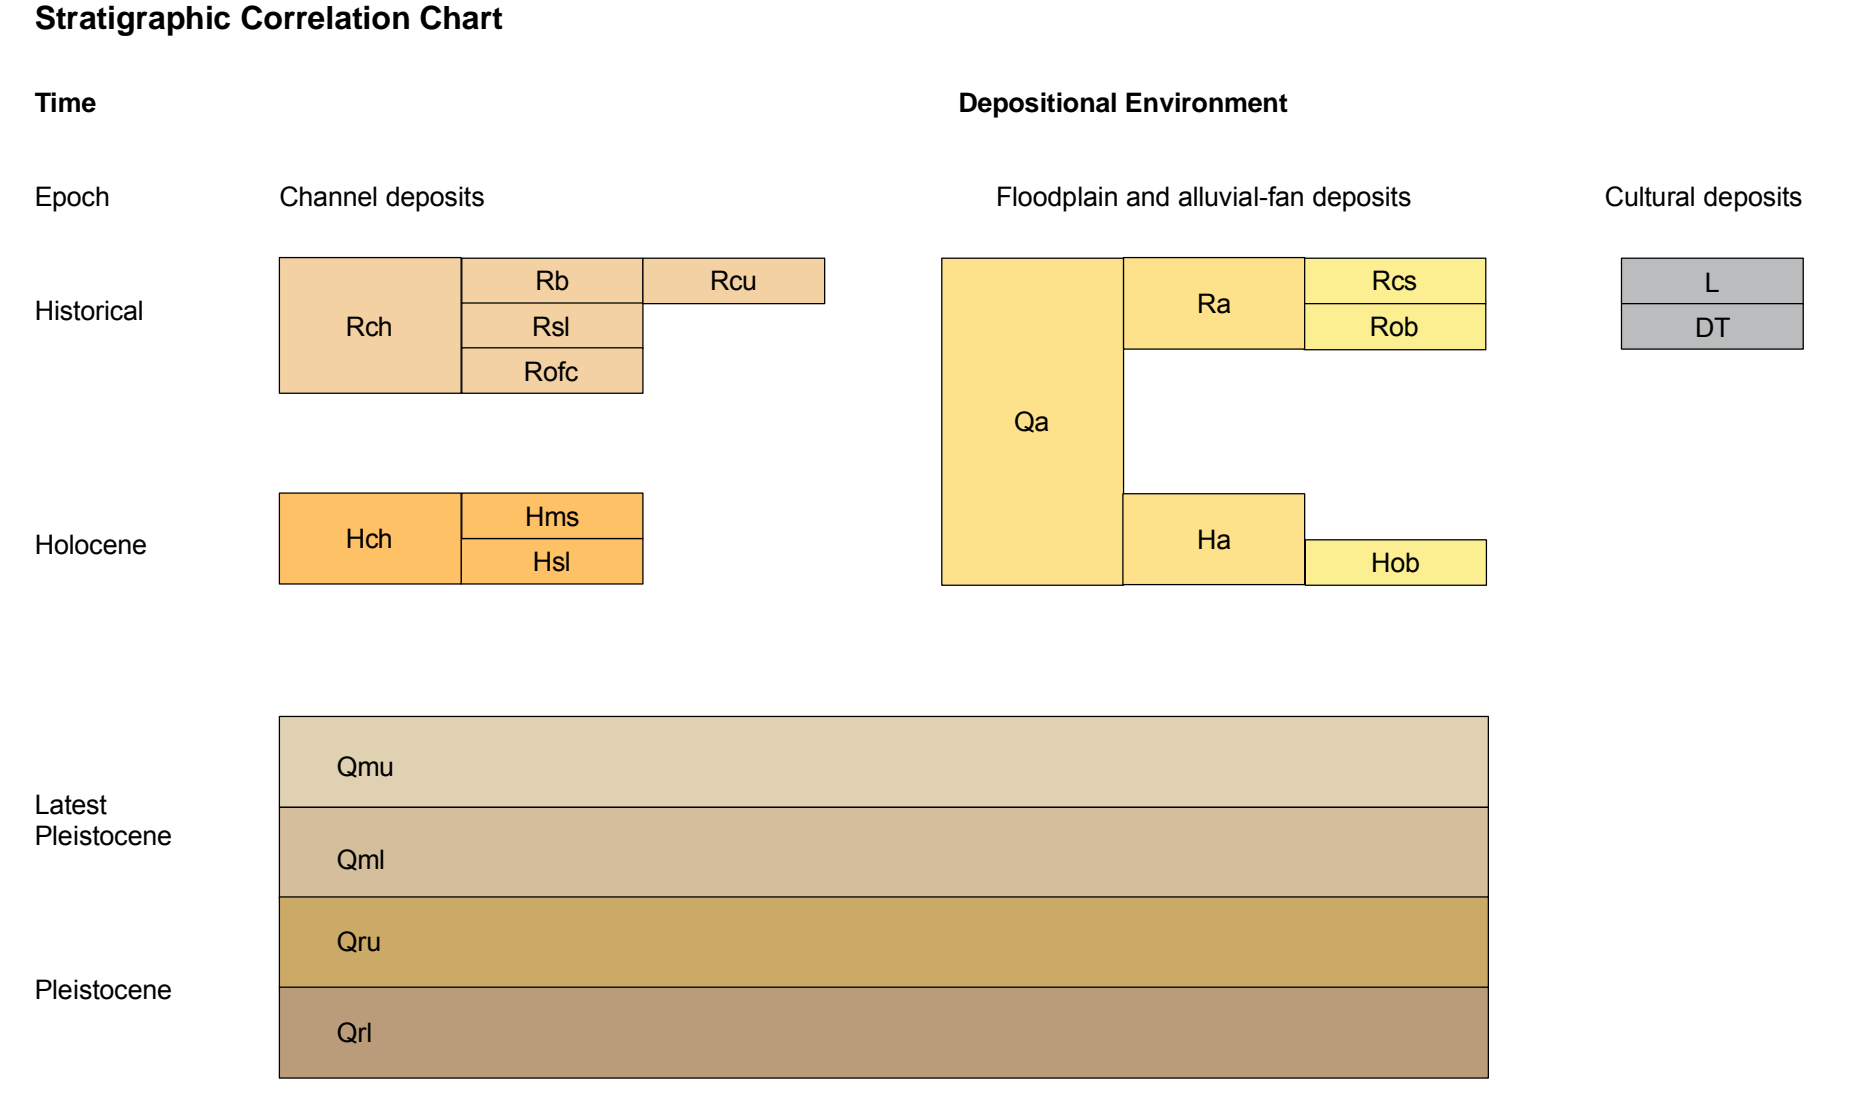 Stratigraphic Correlation Chart
Time
Depositional Environment
Epoch
Channel deposits
Floodplain and alluvial-fan deposits
Cultural deposits
Historical
Rch
Rb
Rcu
Rsl
Rofc
Qa
Ra
Rcs
Rob
L
DT
Holocene
Hch
Hms
Hsl
Ha
Hob
Latest
Pleistocene
Qmu
Qml
Pleistocene
Qru
Qrl